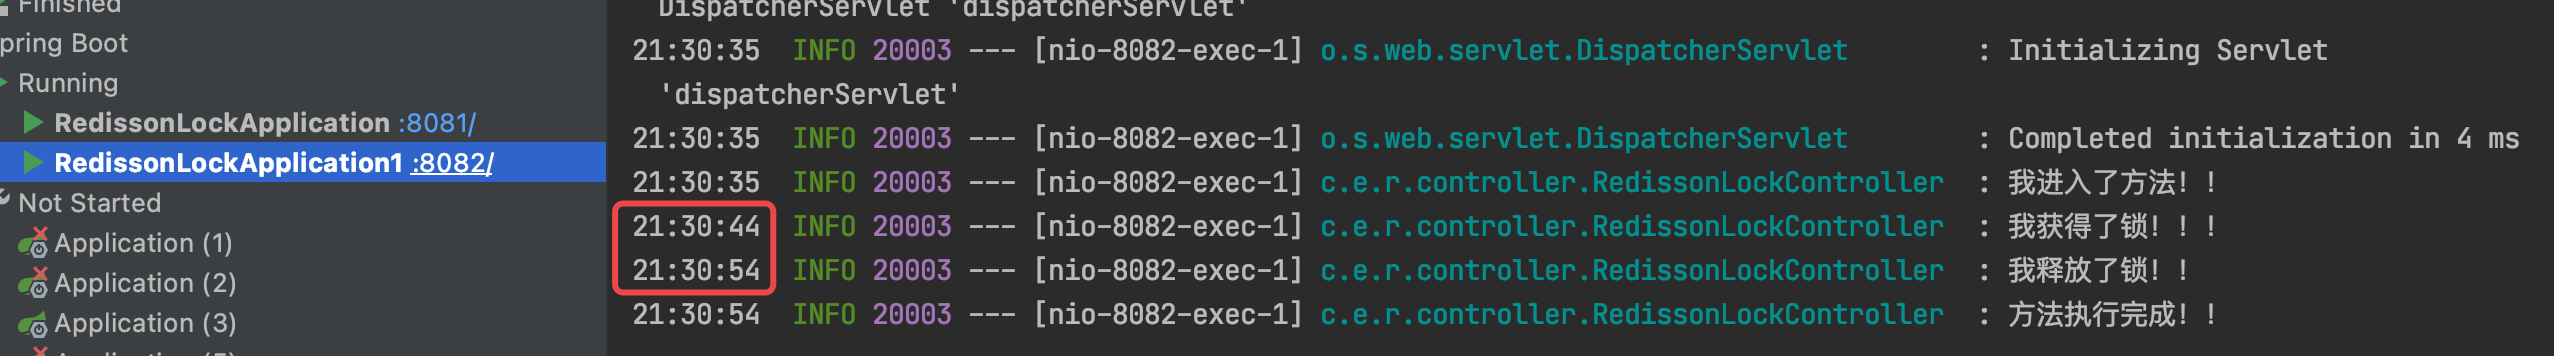 Finished
pring Boot
Running
RedissonLockApplication :8081/
RedissonLockApplication1 :8082/
Not Started
Application (1)
Application (2)
Application (3)
DispatcherServlet 'dispatcherServlet'
21:30:35 INFO 20003 --- [nio-8082-exec-1] o.s.web.servlet.DispatcherServlet : Initializing Servlet
'dispatcherServlet'
21:30:35 INFO 20003 --- [nio-8082-exec-1] o.s.web.servlet.DispatcherServlet : Completed initialization in 4 ms
21:30:35 INFO 20003 --- [nio-8082-exec-1] c.e.r.controller.RedissonLockController : 我进入了方法！！
21:30:44 INFO 20003 --- [nio-8082-exec-1] c.e.r.controller.RedissonLockController : 我获得了锁！！！
21:30:54 INFO 20003 --- [nio-8082-exec-1] c.e.r.controller.RedissonLockController : 我释放了锁！！
21:30:54 INFO 20003 --- [nio-8082-exec-1] c.e.r.controller.RedissonLockController : 方法执行完成！！